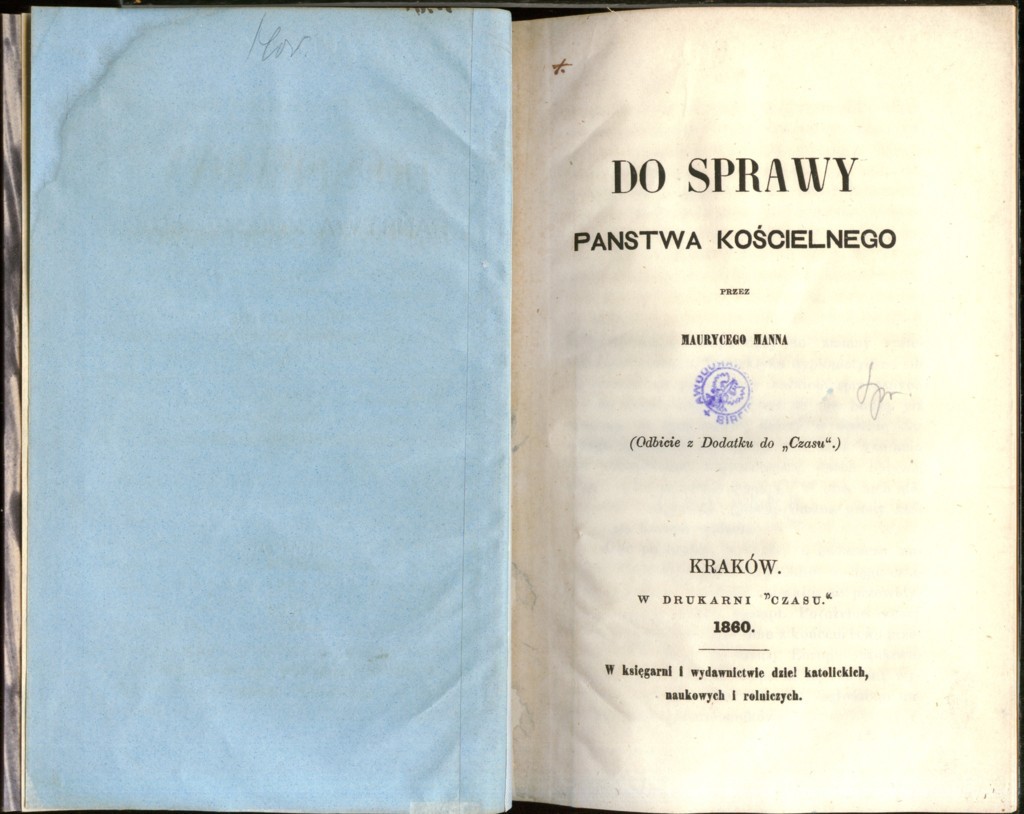 DO SPRAWY
PANSTWA KOŚCIELNEGO
PRZEZ
MAURYCEGO MANNA
(Odbicie z Dodatku do „Czasu“.)
KRAKÓW.
W DRUKARNI "CZASU.“
1860.
W księgarni i wydawnictwie dzieł katolickich,
naukowych i rolniczych.